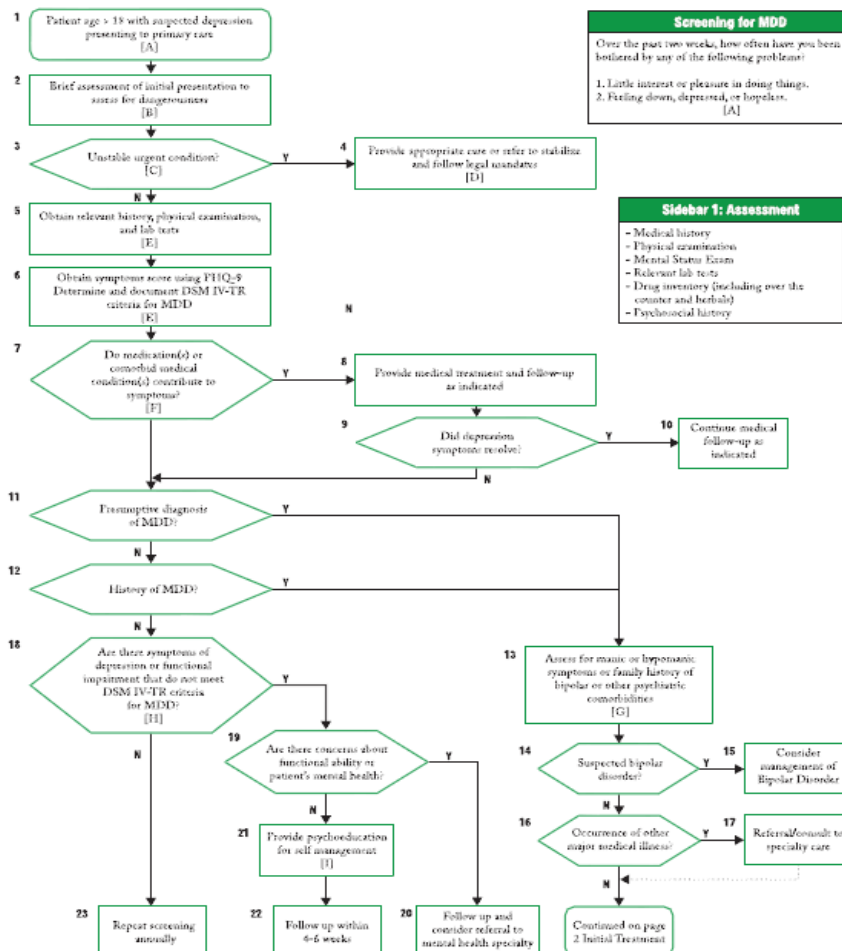 1
Patient age > 18 with suspected depression
presenting to primary care
[A]
Screening for MDD
Over the past two weeks, how often have you been
bothered by any of the following problems?
1. Little interest or pleasure in doing things.
2. Feeling down, depressed, or hopeless.
[A]
2
Brief assessment of initial presentation to
assess for dangerousness
[B]
3
Unstable urgent condition?
[C]
Y
4
Provide appropriate care or refer to stabilize
and follow legal mandates
[D]
N
5
Obtain relevant history, physical examination,
and lab tests
[E]
Sidebar 1: Assessment
- Medical history
- Physical examination
- Mental Status Exam
- Relevant lab tests
- Drug inventory (including over the
counter and herbals)
- Psychosocial history
6
Obtain symptoms score using PHQ-9
Determine and document DSM IV-TR
criteria for MDD
[E]
N
7
Do medication(s) or
comorbid medical
condition(s) contribute to
symptoms?
[F]
Y
8
Provide medical treatment and follow-up
as indicated
9
Did depression
symptoms resolve?
Y
10
Continue medical
follow-up as
indicated
N
11
Presumptive diagnosis
of MDD?
Y
N
12
History of MDD?
Y
N
18
Are there symptoms of
depression or functional
impairment that do not meet
DSM IV-TR criteria
for MDD?
[H]
Y
N
13
Assess for manic or hypomanic
symptoms or family history of
bipolar or other psychiatric
comorbidities
[G]
19
Are there concerns about
functional ability or
patient's mental health?
Y
N
14
Suspected bipolar
disorder?
Y
15
Consider
management of
Bipolar Disorder
N
21
Provide psychoeducation
for self management
[I]
16
Occurrence of other
major medical illness?
Y
17
Referral/consult to
specialty care
N
23
Repeat screening
annually
22
Follow up within
4-6 weeks
20
Follow up and
consider referral to
mental health specialty
Continued on page
2 Initial Treatment